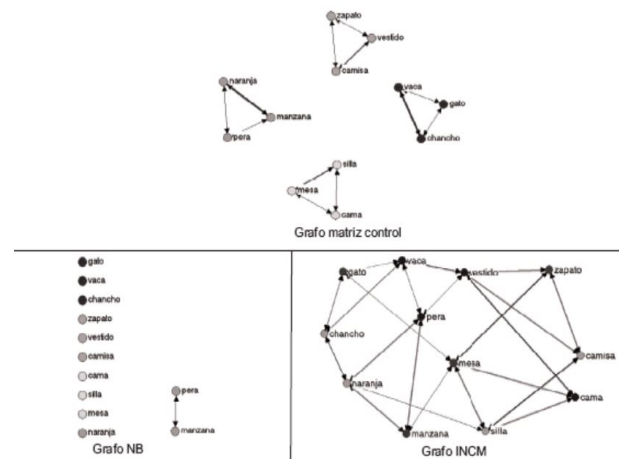 zapato
vestido
camisa
naranja
manzana
pera
vaca
gato
chancho
silla
mesa
cama
Grafo matriz control
gato
vaca
chancho
zapato
vestido
camisa
cama
silla
mesa
naranja
pera
manzana
Grafo NB
vaca
gato
vestido
zapato
pera
chancho
mesa
camisa
naranja
cama
manzana
silla
Grafo INCM